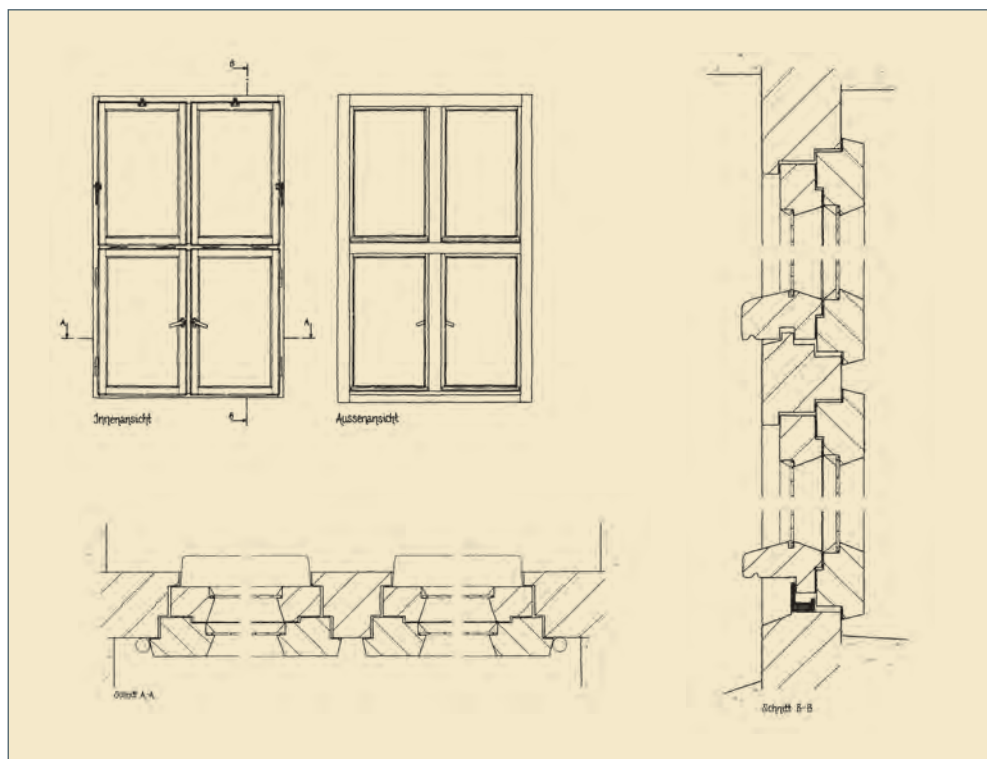 B
A
A
B
Innenansicht
Aussenansicht
Schnitt A-A
Schnitt B-B